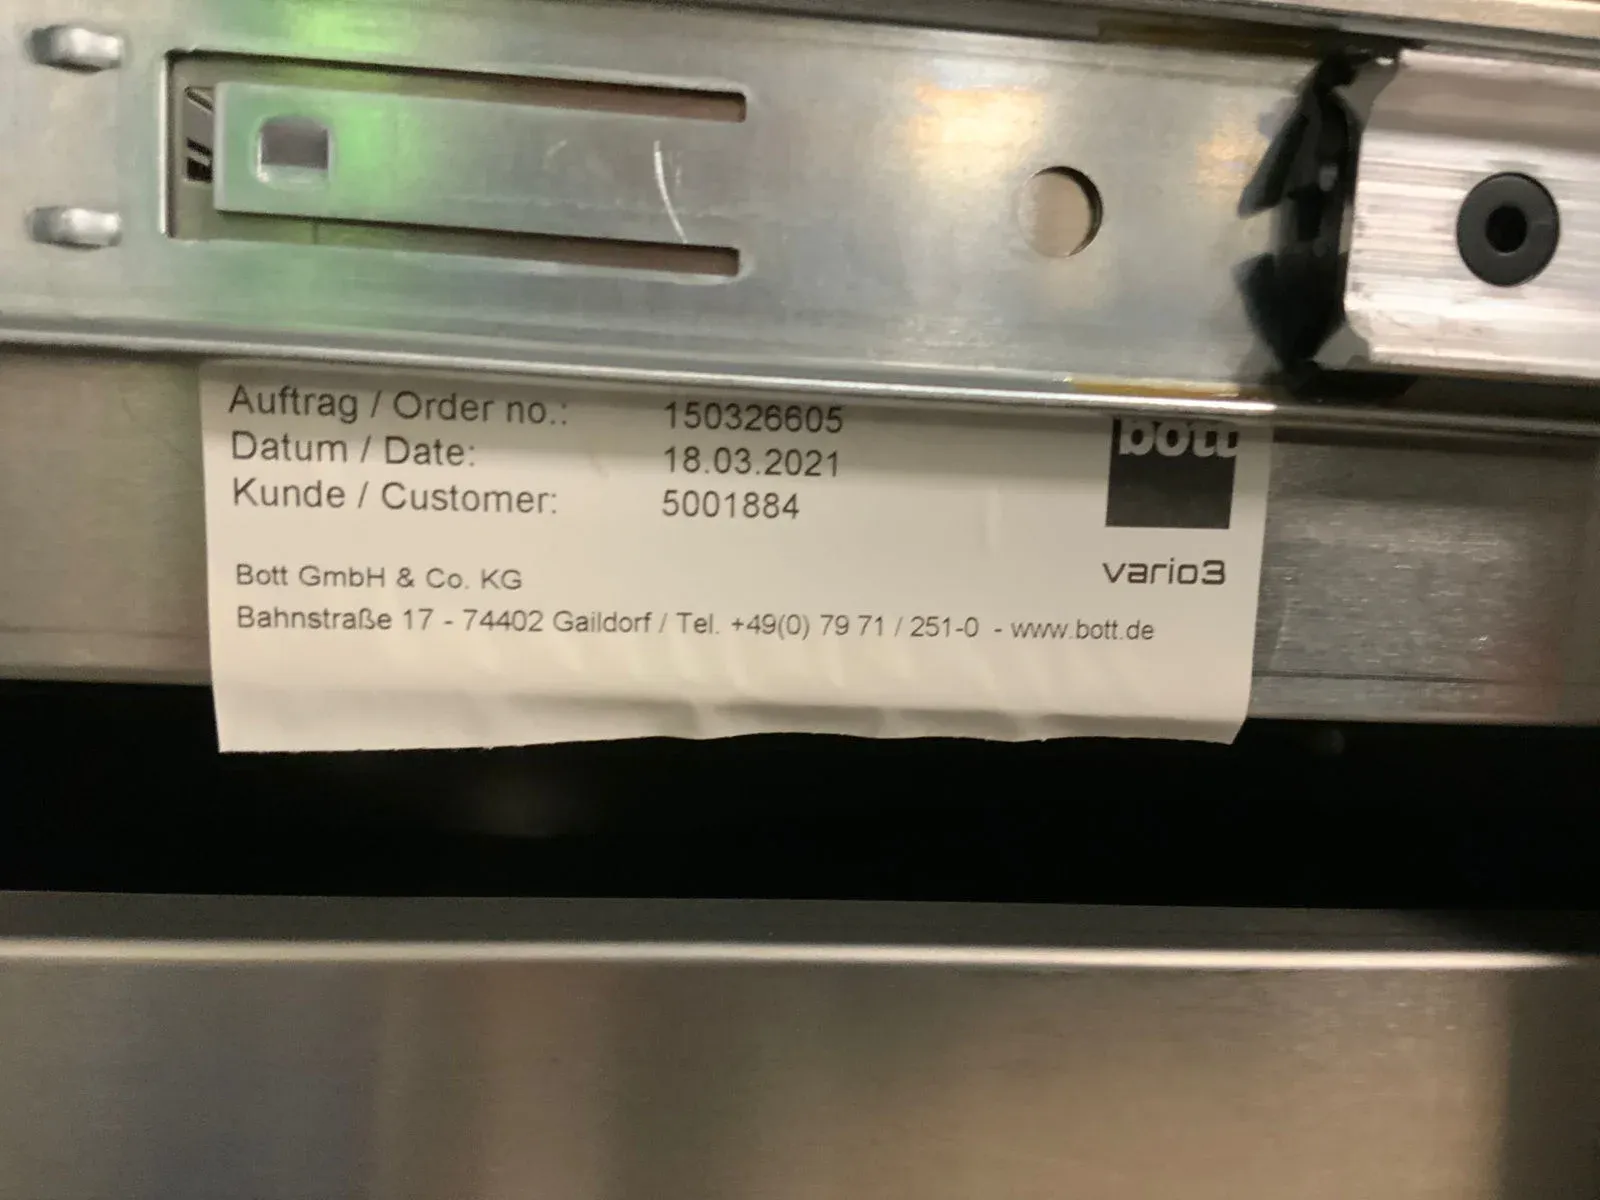 Auftrag / Order no.: 150326605
Datum / Date: 18.03.2021
Kunde / Customer: 5001884
bott
vario3
Bott GmbH & Co. KG
Bahnstraße 17 - 74402 Gaildorf / Tel. +49(0) 79 71 / 251-0 - www.bott.de